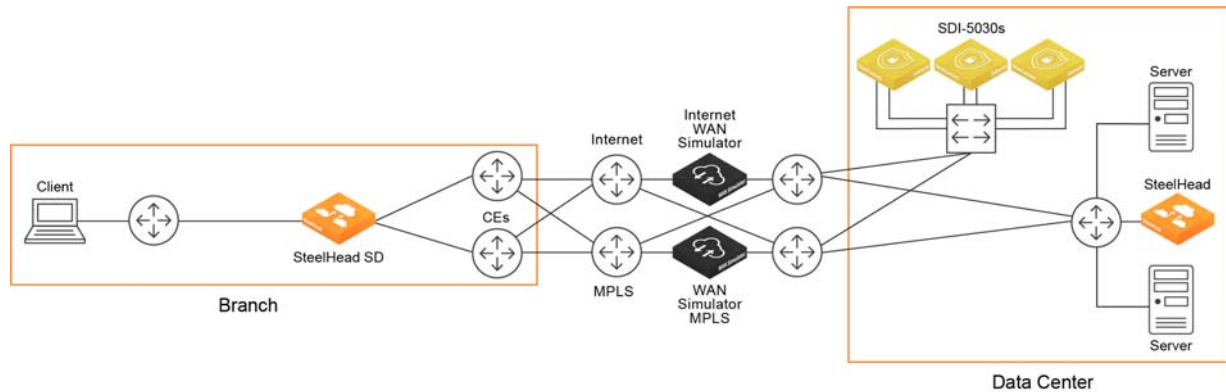 SDI-5030s
Server
Internet
WAN
Simulator
Internet
Client
SteelHead
CEs
SteelHead SD
MPLS
WAN
Simulator
MPLS
Branch
Server
Data Center